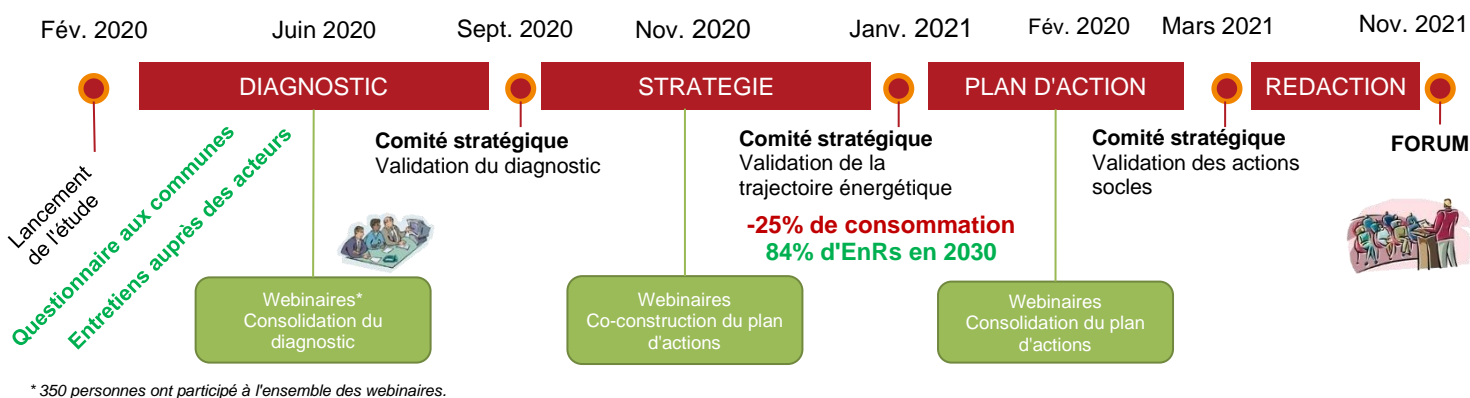 Fév. 2020
Juin 2020
Sept. 2020
Nov. 2020
Janv. 2021
Fév. 2020
Mars 2021
Nov. 2021
DIAGNOSTIC
STRATEGIE
PLAN D'ACTION
REDACTION
Lancement
de l'étude
Questionnaire aux communes
Entretiens auprès des acteurs
Comité stratégique
Validation du diagnostic
Comité stratégique
Validation de la
trajectoire énergétique
-25% de consommation
84% d'EnRs en 2030
Comité stratégique
Validation des actions
socles
FORUM
Webinaires*
Consolidation du
diagnostic
Webinaires
Co-construction du plan
d'actions
Webinaires
Consolidation du plan
d'actions
* 350 personnes ont participé à l'ensemble des webinaires.